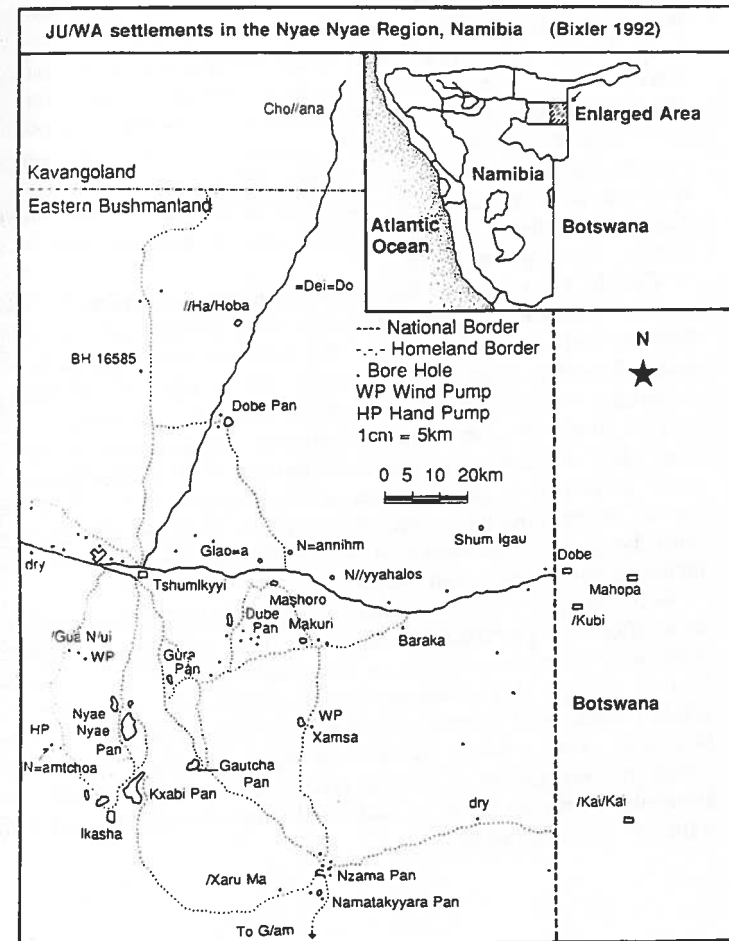 JU/WA settlements in the Nyae Nyae Region, Namibia (Bixler 1992)
Cho//ana
Enlarged Area
Namibia
Kavangoland
Eastern Bushmanland
Atlantic
Ocean
Botswana
=Dei=Do
//Ha/Hoba
---- National Border
-·-·- Homeland Border
. Bore Hole
WP Wind Pump
HP Hand Pump
1cm = 5km
N
BH 16585
Dobe Pan
0 5 10 20km
Shum Igau
N=annihm
Giao=a
Dobe
dry
Tshumlkyyi
N//yyahalos
Mahopa
Mashoro
/Kubi
Dube
Pan
Makuri
Baraka
/Gua N/ui
WP
Gura
Pan
Botswana
Nyae
Nyae
Pan
WP
Xamsa
HP
N=amtchoa
Gautcha
Pan
Kxabi Pan
dry
/Kai/Kai
Ikasha
/Xaru Ma
Nzama Pan
Namatakyyara Pan
To G/am